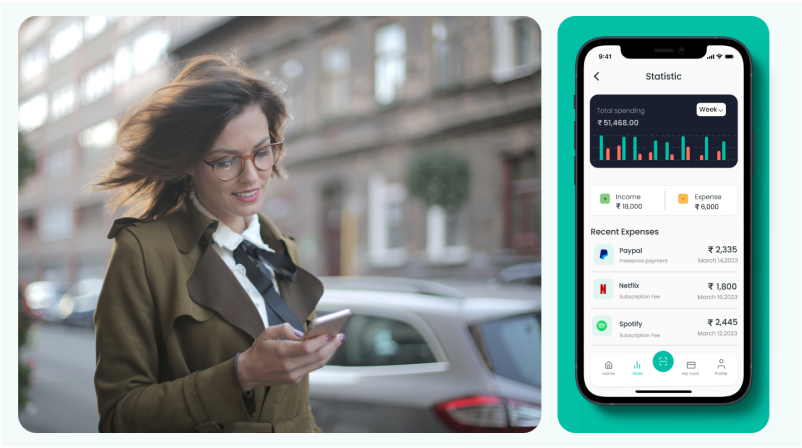 9:41
Statistic
Total spending
Week
₹ 51,468.00
Income
₹ 18,000
Expense
₹ 6,000
Recent Expenses
Paypal
₹ 2,335
Freelance payment
March 14,2023
Netflix
₹ 1,800
Subscription Fee
March 16,2023
Spotify
₹ 2,445
Subscription Fee
March 12,2023
Home
Stats
My card
Profile